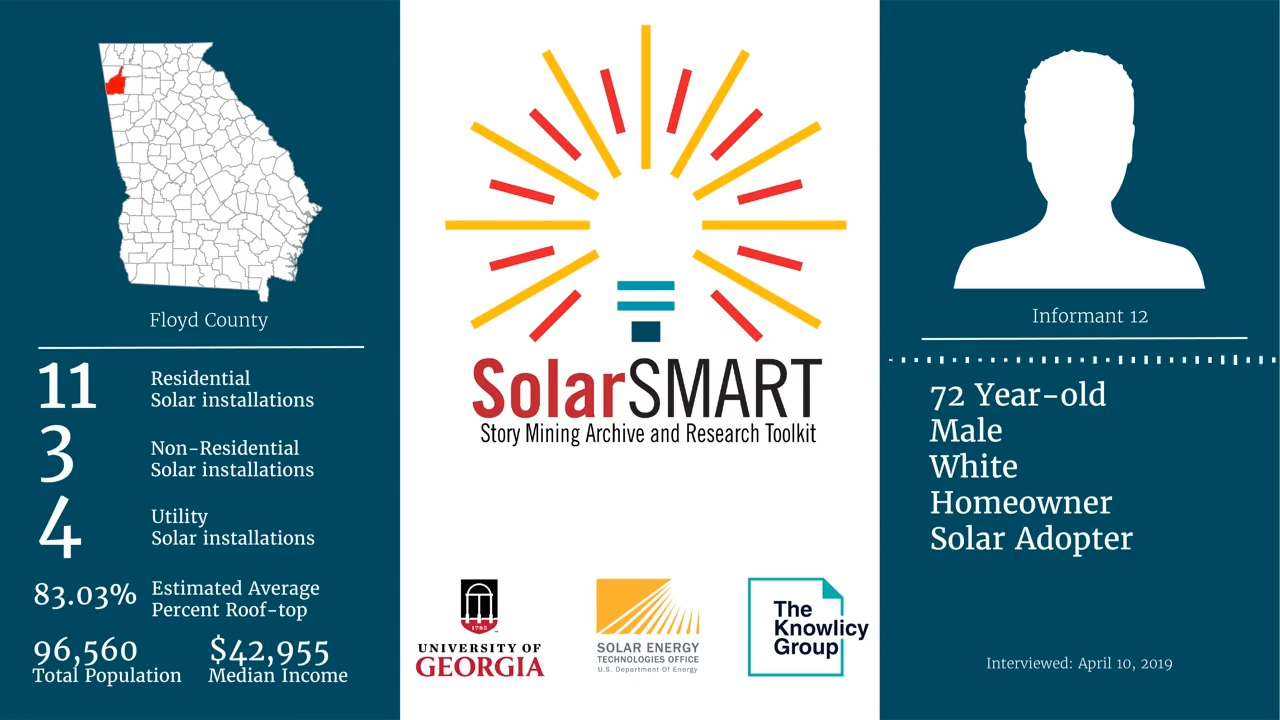 Floyd County
11
Residential
Solar installations
3
Non-Residential
Solar installations
4
Utility
Solar installations
83.03%
Estimated Average
Percent Roof-top
96,560
Total Population
$42,955
Median Income
SolarSMART
Story Mining Archive and Research Toolkit
1785
UNIVERSITY OF
GEORGIA
SOLAR ENERGY
TECHNOLOGIES OFFICE
U.S. Department Of Energy
The
Knowlicy
Group
Informant 12
72 Year-old
Male
White
Homeowner
Solar Adopter
Interviewed: April 10, 2019